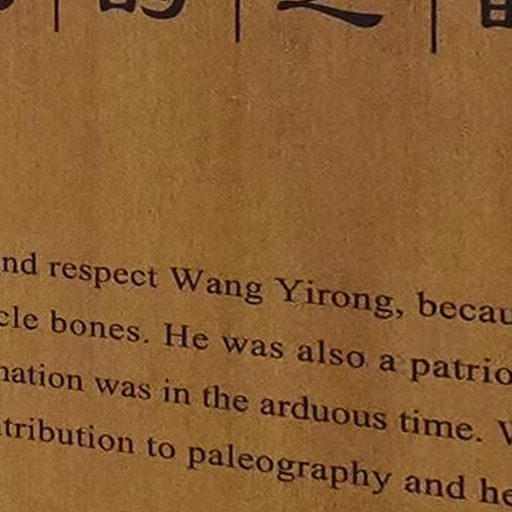 nd respect Wang Yirong, becau
cle bones. He was also a patrio
nation was in the arduous time. W
tribution to paleography and he